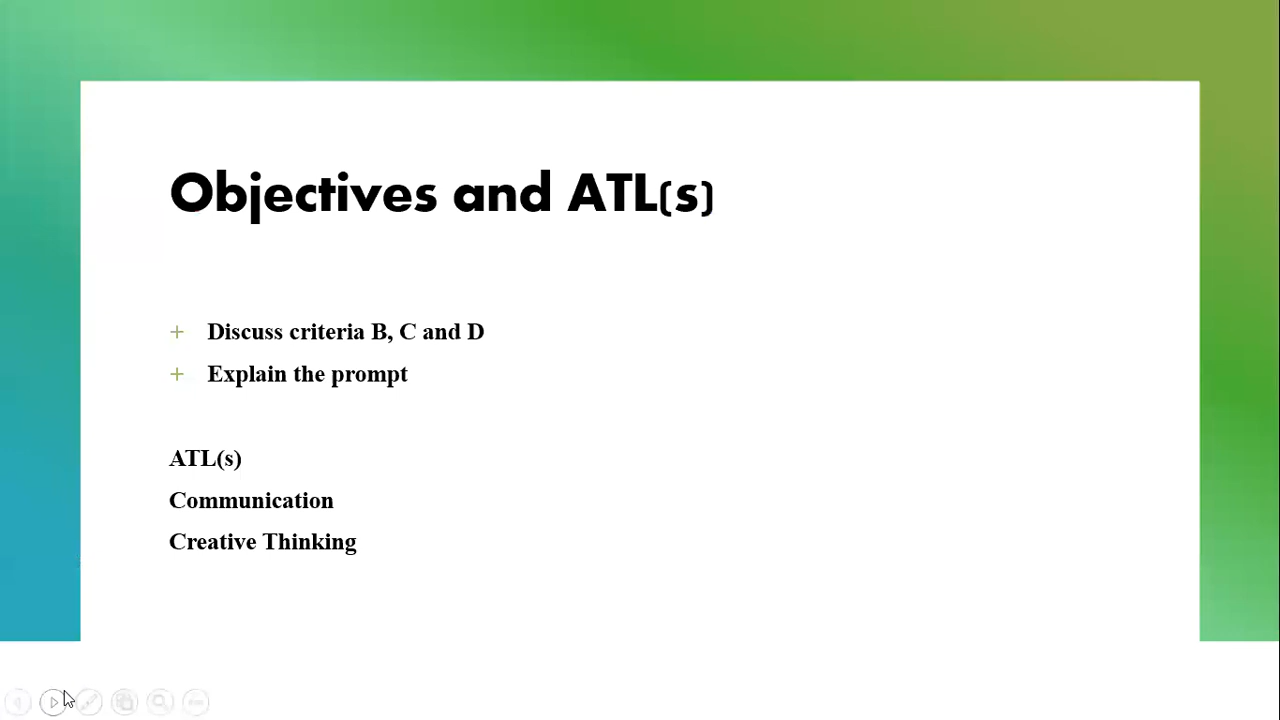 Objectives and ATL(s)
+ Discuss criteria B, C and D
+ Explain the prompt
ATL(s)
Communication
Creative Thinking